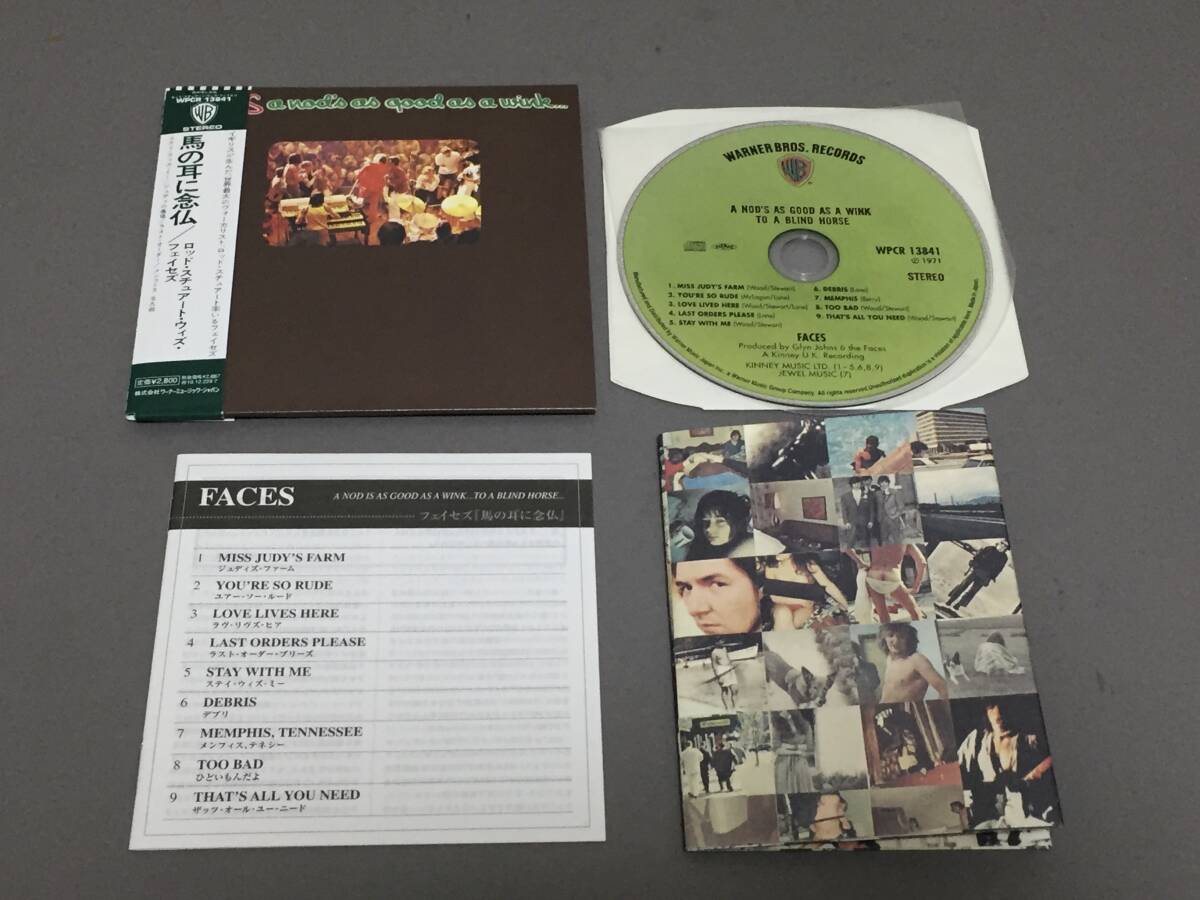 WPCR 13841
WB
STEREO
馬の耳に念仏／ロッド・スチュアート・ウィズ・
フェイセズ
定価¥2,800
株式会社ワーナーミュージック・ジャパン
S a nod's as good as a wink...
WARNER BROS. RECORDS
WB
A NOD'S AS GOOD AS A WINK
TO A BLIND HORSE
WPCR 13841
℗ 1971
STEREO
1. MISS JUDY'S FARM (Wood/Stewart)
2. YOU'RE SO RUDE (McLagan/Lane)
3. LOVE LIVED HERE (Wood/Stewart/Lane)
4. LAST ORDERS PLEASE (Lane)
5. STAY WITH ME (Wood/Stewart)
6. DEBRIS (Lane)
7. MEMPHIS (Berry)
8. TOO BAD (Wood/Stewart)
9. THAT'S ALL YOU NEED (Wood/Stewart)
FACES
Produced by Glyn Johns & the Faces
A Kinney U.K. Recording
KINNEY MUSIC LTD. (1-5,6,8,9)
JEWEL MUSIC (7)
FACES
A NOD IS AS GOOD AS A WINK...TO A BLIND HORSE...
フェイセズ『馬の耳に念仏』
1 MISS JUDY'S FARM
ジュディズ・ファーム
2 YOU'RE SO RUDE
ユアー・ソー・ルード
3 LOVE LIVES HERE
ラヴ・リヴズ・ヒア
4 LAST ORDERS PLEASE
ラスト・オーダー・プリーズ
5 STAY WITH ME
ステイ・ウィズ・ミー
6 DEBRIS
デブリ
7 MEMPHIS, TENNESSEE
メンフィス、テネシー
8 TOO BAD
ひどいもんだよ
9 THAT'S ALL YOU NEED
ザッツ・オール・ユー・ニード